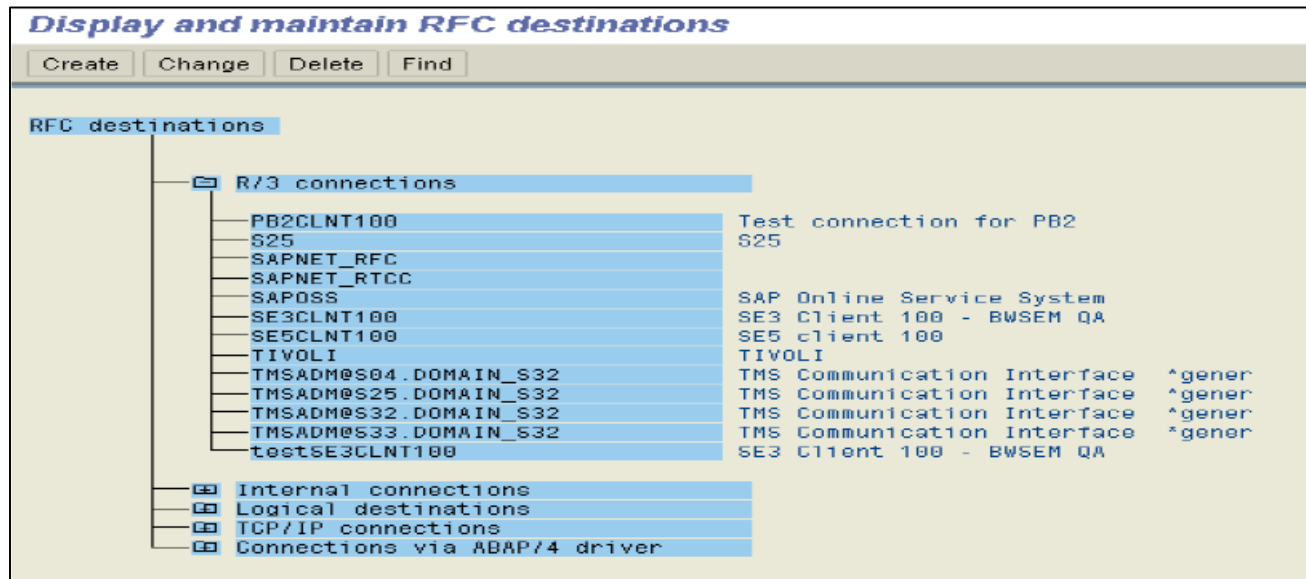 Display and maintain RFC destinations
Create Change Delete Find
RFC destinations
R/3 connections
PB2CLNT100 Test connection for PB2
S25 S25
SAPNET_RFC
SAPNET_RTCC
SAPOSS SAP Online Service System
SE3CLNT100 SE3 Client 100 - BWSEM QA
SE5CLNT100 SE5 client 100
TIVOLI TIVOLI
TMSADM@S04.DOMAIN_S32 TMS Communication Interface *gener
TMSADM@S25.DOMAIN_S32 TMS Communication Interface *gener
TMSADM@S32.DOMAIN_S32 TMS Communication Interface *gener
TMSADM@S33.DOMAIN_S32 TMS Communication Interface *gener
testSE3CLNT100 SE3 Client 100 - BWSEM QA
Internal connections
Logical destinations
TCP/IP connections
Connections via ABAP/4 driver